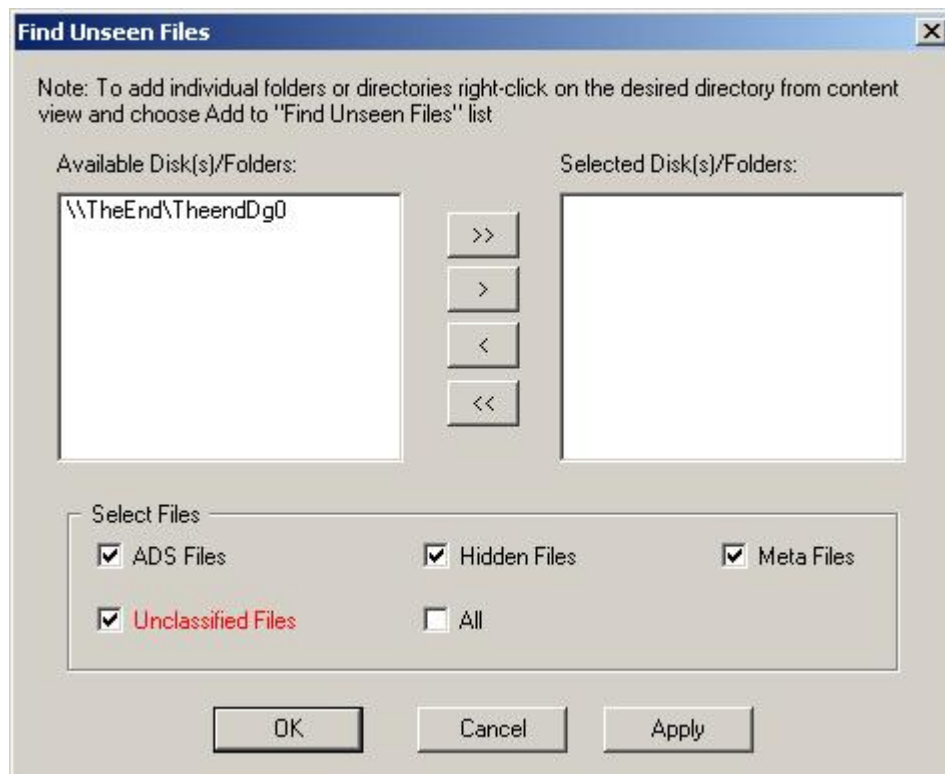 Find Unseen Files
Note: To add individual folders or directories right-click on the desired directory from content
view and choose Add to "Find Unseen Files" list
Available Disk(s)/Folders:
Selected Disk(s)/Folders:
\\TheEnd\TheendDg0
>>
>
<
<<
Select Files
ADS Files
Hidden Files
Meta Files
Unclassified Files
All
OK
Cancel
Apply